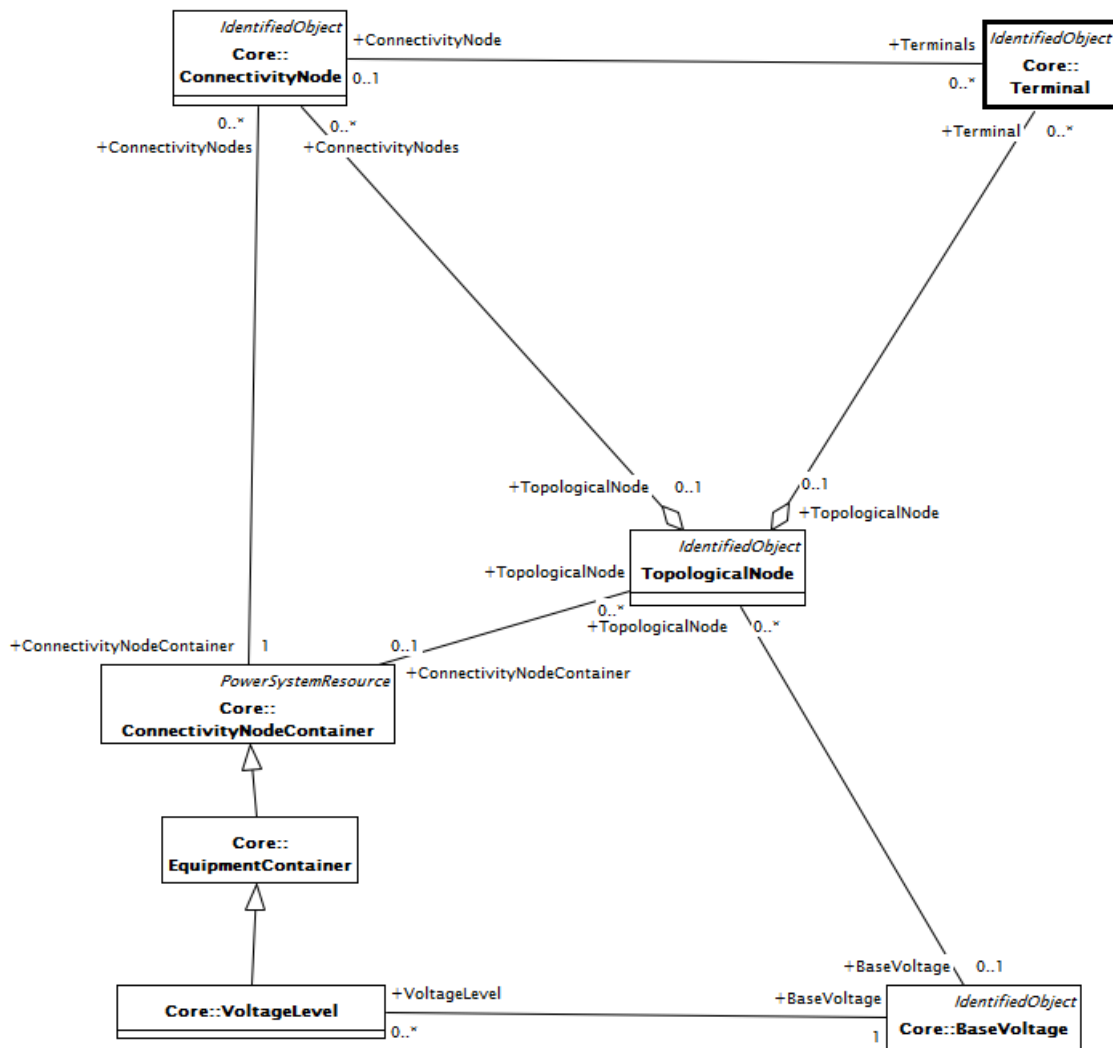 IdentifiedObject
Core::
ConnectivityNode
+ConnectivityNode
0..1
+Terminals
0..*
IdentifiedObject
Core::
Terminal
0..*
+ConnectivityNodes
0..*
+ConnectivityNodes
+Terminal
0..*
+TopologicalNode
0..1
0..1
+TopologicalNode
IdentifiedObject
TopologicalNode
+TopologicalNode
0..*
+TopologicalNode
0..*
+ConnectivityNodeContainer
1
0..1
+ConnectivityNodeContainer
PowerSystemResource
Core::
ConnectivityNodeContainer
Core::
EquipmentContainer
+BaseVoltage
0..1
Core::VoltageLevel
+VoltageLevel
0..*
+BaseVoltage
1
IdentifiedObject
Core::BaseVoltage